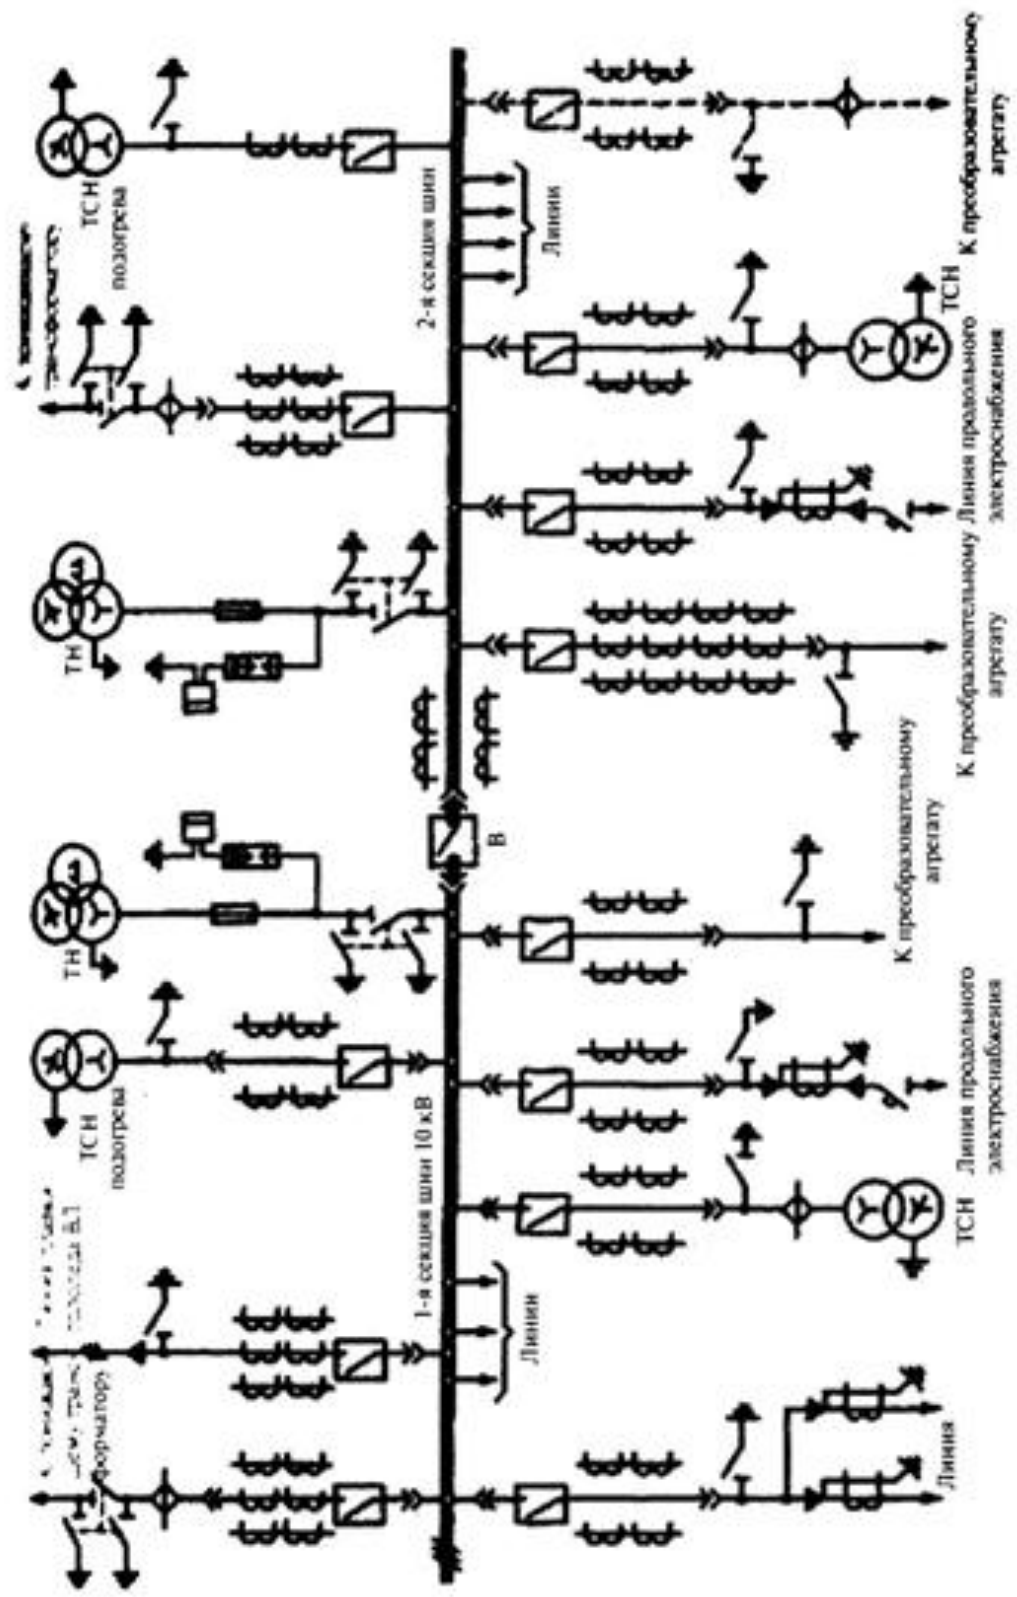 ТСН
подогрева
ТН
ТН
ТСН
подогрева
форматору
2-я секция шин
1-я секция шин 10 кВ
В
Линии
Линии
К преобразовательному
агрегату
ТСН
Линия продольного
электроснабжения
К преобразовательному
агрегату
К преобразовательному
агрегату
Линия продольного
электроснабжения
ТСН
Линия